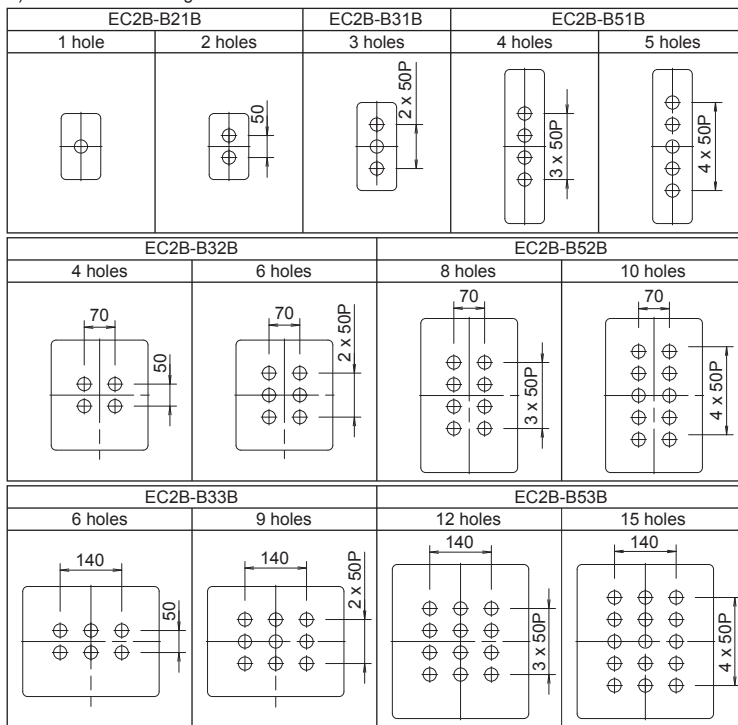 EC2B-B21B EC2B-B31B EC2B-B51B
1 hole 2 holes 3 holes 4 holes 5 holes
50 2 x 50P 3 x 50P 4 x 50P
EC2B-B32B EC2B-B52B
4 holes 6 holes 8 holes 10 holes
70 70 70 70
50 2 x 50P 3 x 50P 4 x 50P
EC2B-B33B EC2B-B53B
6 holes 9 holes 12 holes 15 holes
140 140 140 140
50 2 x 50P 3 x 50P 4 x 50P